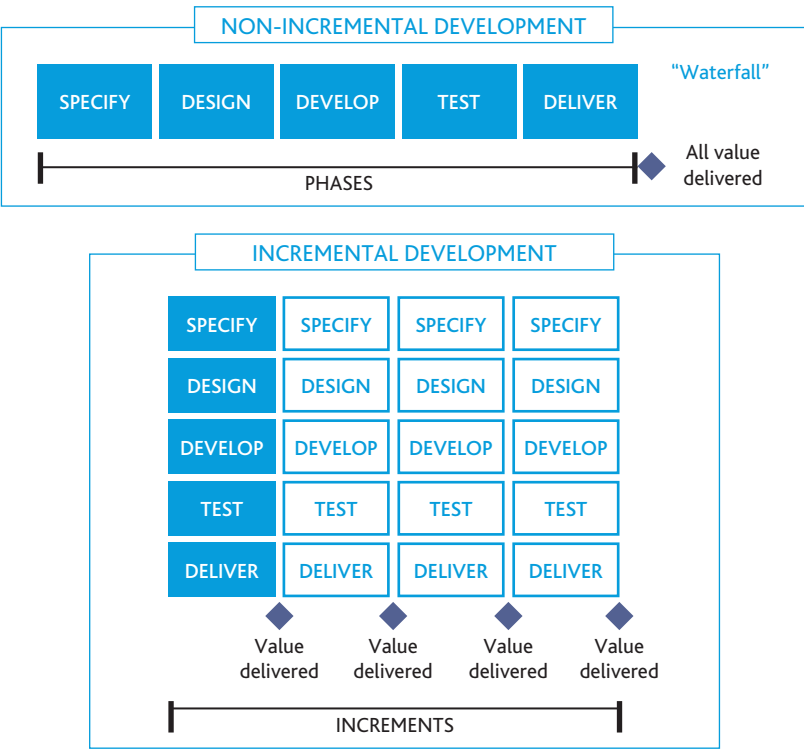 NON-INCREMENTAL DEVELOPMENT
“Waterfall”
SPECIFY DESIGN DEVELOP TEST DELIVER
All value
delivered
PHASES
INCREMENTAL DEVELOPMENT
SPECIFY SPECIFY SPECIFY SPECIFY
DESIGN DESIGN DESIGN DESIGN
DEVELOP DEVELOP DEVELOP DEVELOP
TEST TEST TEST TEST
DELIVER DELIVER DELIVER DELIVER
Value Value Value Value
delivered delivered delivered delivered
INCREMENTS